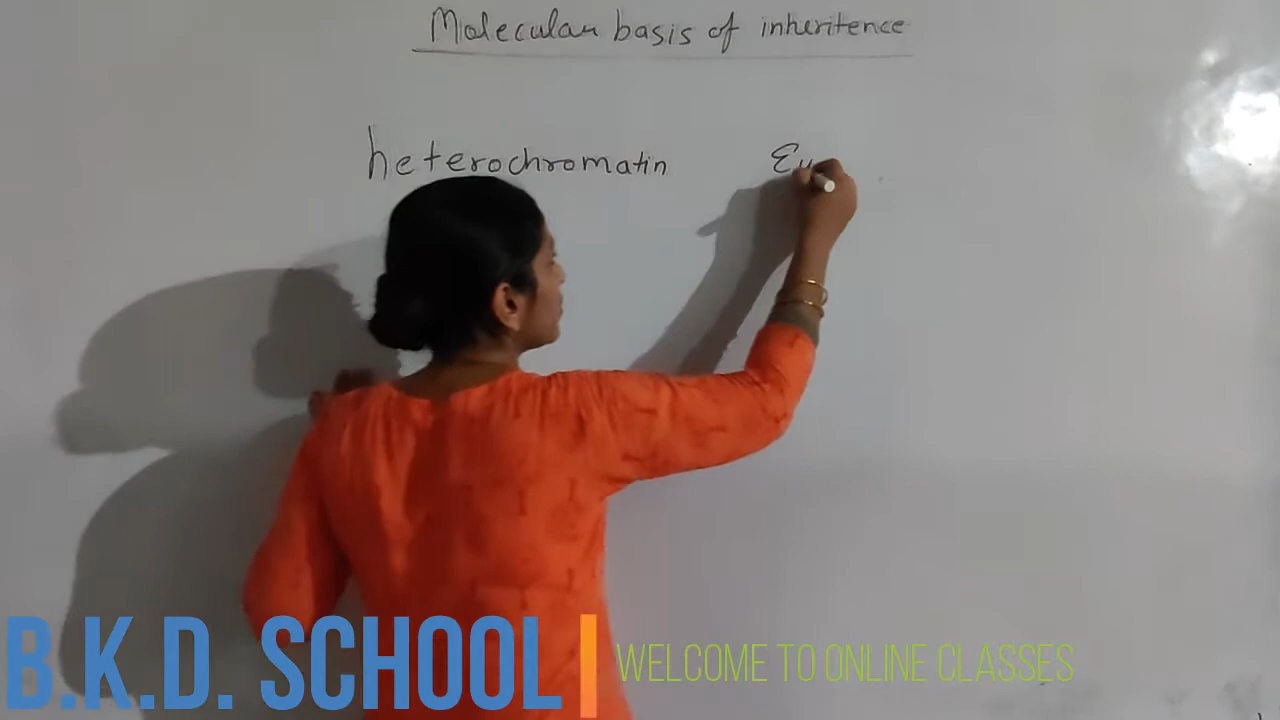 Molecular basis of inheritence
heterochromatin Eu
B.K.D. SCHOOL
WELCOME TO ONLINE CLASSES